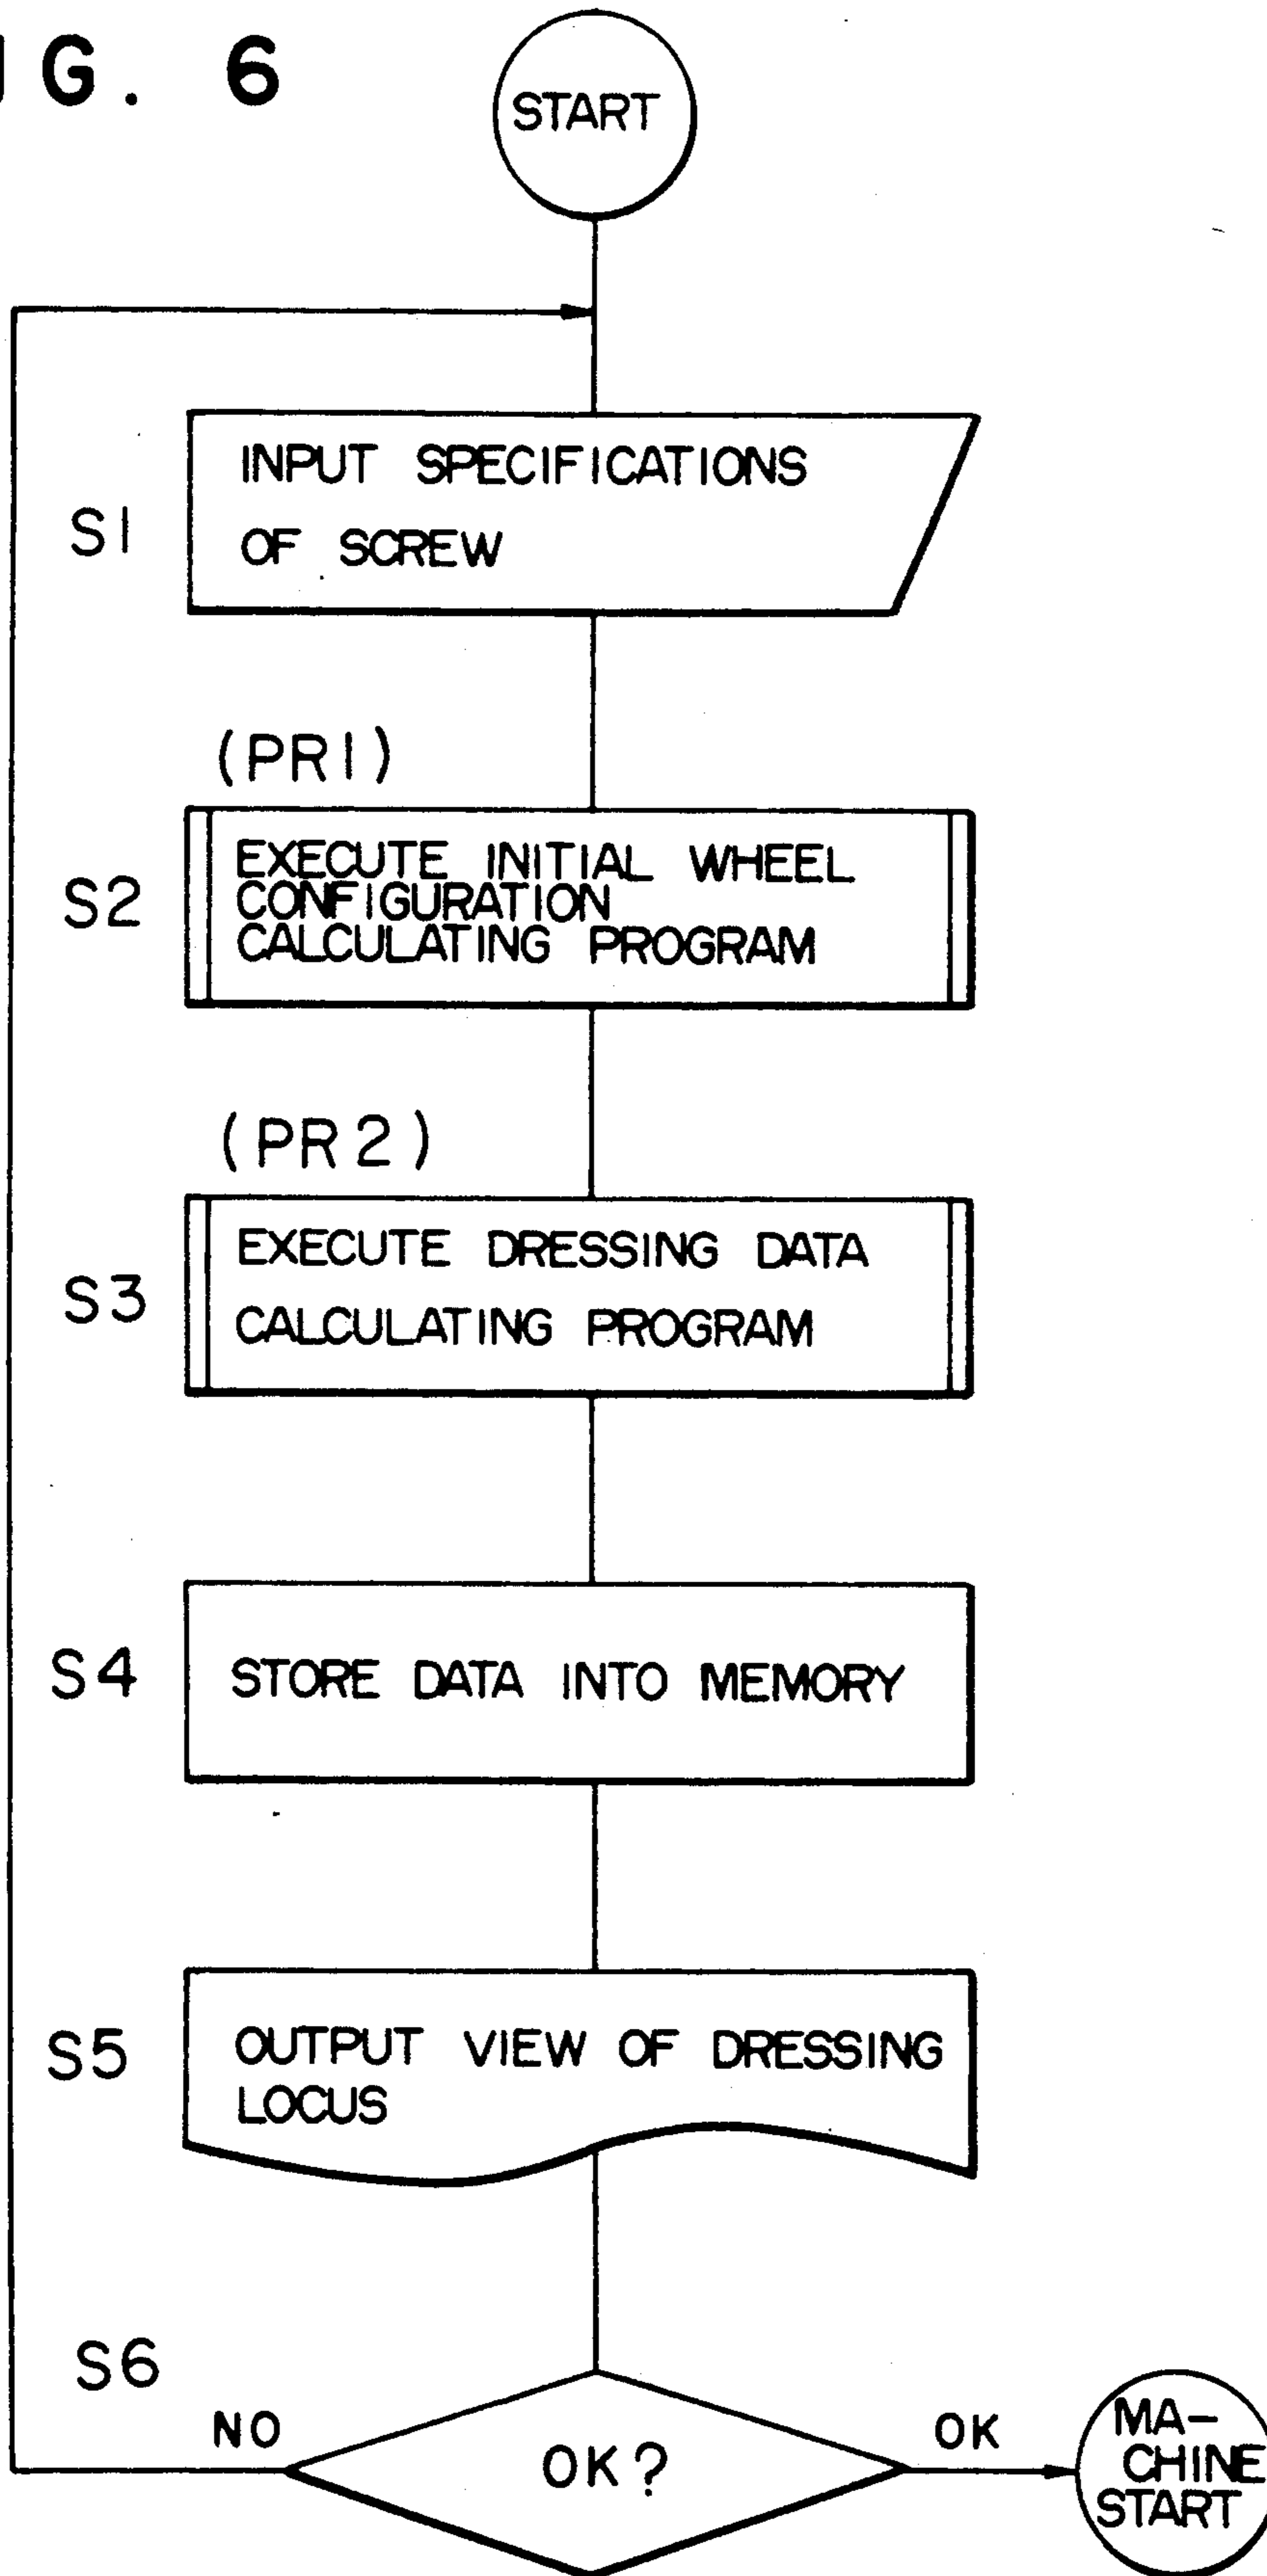 G. 6
START
INPUT SPECIFICATIONS
OF SCREW
S1
(PR1)
EXECUTE INITIAL WHEEL
CONFIGURATION
CALCULATING PROGRAM
S2
(PR2)
EXECUTE DRESSING DATA
CALCULATING PROGRAM
S3
STORE DATA INTO MEMORY
S4
OUTPUT VIEW OF DRESSING
LOCUS
S5
S6
NO
OK?
OK
MA-
CHINE
START